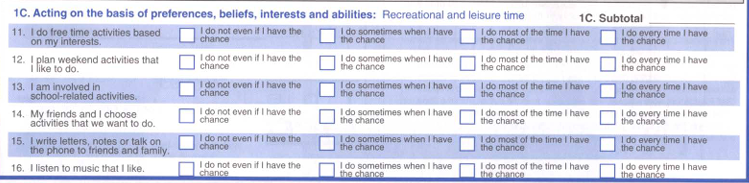 1C. Acting on the basis of preferences, beliefs, interests and abilities: Recreational and leisure time 1C. Subtotal
11. I do free time activities based on my interests.
I do not even if I have the chance
I do sometimes when I have the chance
I do most of the time I have the chance
I do every time I have the chance
12. I plan weekend activities that I like to do.
I do not even if I have the chance
I do sometimes when I have the chance
I do most of the time I have the chance
I do every time I have the chance
13. I am involved in school-related activities.
I do not even if I have the chance
I do sometimes when I have the chance
I do most of the time I have the chance
I do every time I have the chance
14. My friends and I choose activities that we want to do.
I do not even if I have the chance
I do sometimes when I have the chance
I do most of the time I have the chance
I do every time I have the chance
15. I write letters, notes or talk on the phone to friends and family.
I do not even if I have the chance
I do sometimes when I have the chance
I do most of the time I have the chance
I do every time I have the chance
16. I listen to music that I like.
I do not even if I have the chance
I do sometimes when I have the chance
I do most of the time I have the chance
I do every time I have the chance